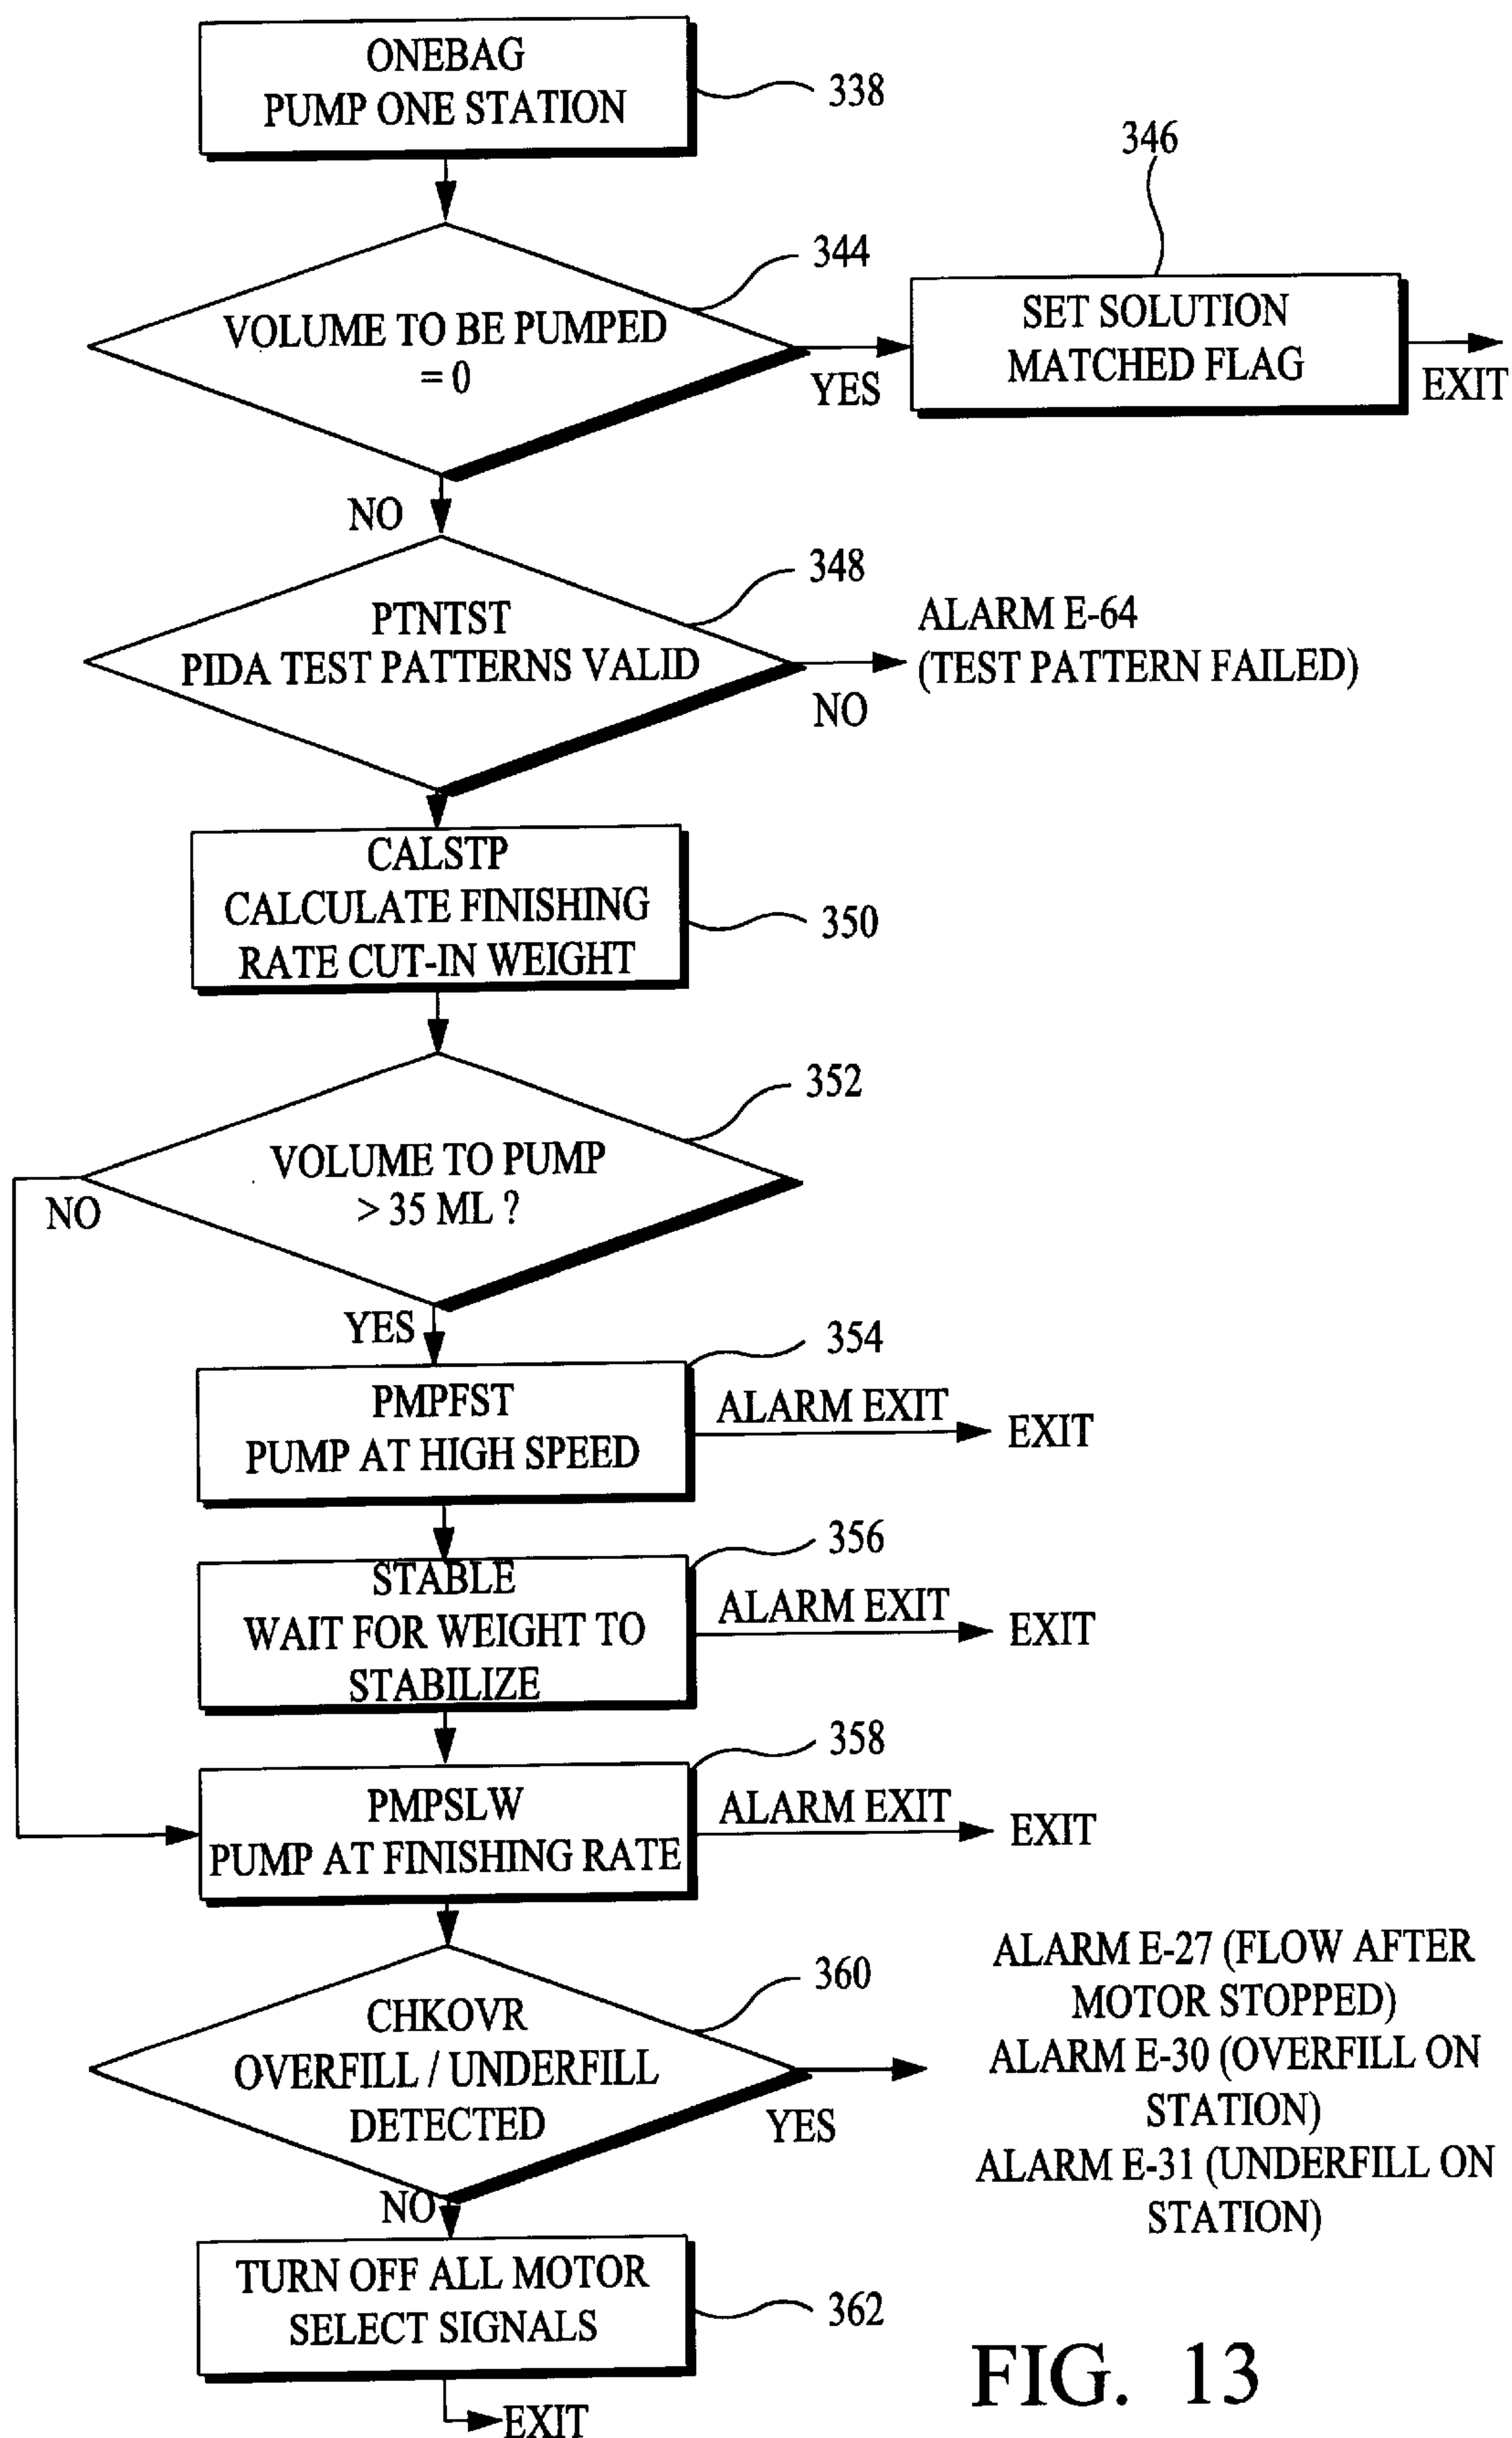 ONEBAG
PUMP ONE STATION
338
346
344
VOLUME TO BE PUMPED
= 0
YES
SET SOLUTION
MATCHED FLAG
EXIT
NO
348
PTNTST
PIDA TEST PATTERNS VALID
NO
ALARM E-64
(TEST PATTERN FAILED)
CALSTP
CALCULATE FINISHING
RATE CUT-IN WEIGHT
350
352
VOLUME TO PUMP
> 35 ML ?
NO
YES
354
PMPFST
PUMP AT HIGH SPEED
ALARM EXIT
EXIT
356
STABLE
WAIT FOR WEIGHT TO
STABILIZE
ALARM EXIT
EXIT
358
PMPSLW
PUMP AT FINISHING RATE
ALARM EXIT
EXIT
360
CHKOVR
OVERFILL / UNDERFILL
DETECTED
YES
ALARM E-27 (FLOW AFTER
MOTOR STOPPED)
ALARM E-30 (OVERFILL ON
STATION)
ALARM E-31 (UNDERFILL ON
STATION)
NO
TURN OFF ALL MOTOR
SELECT SIGNALS
362
EXIT
FIG. 13